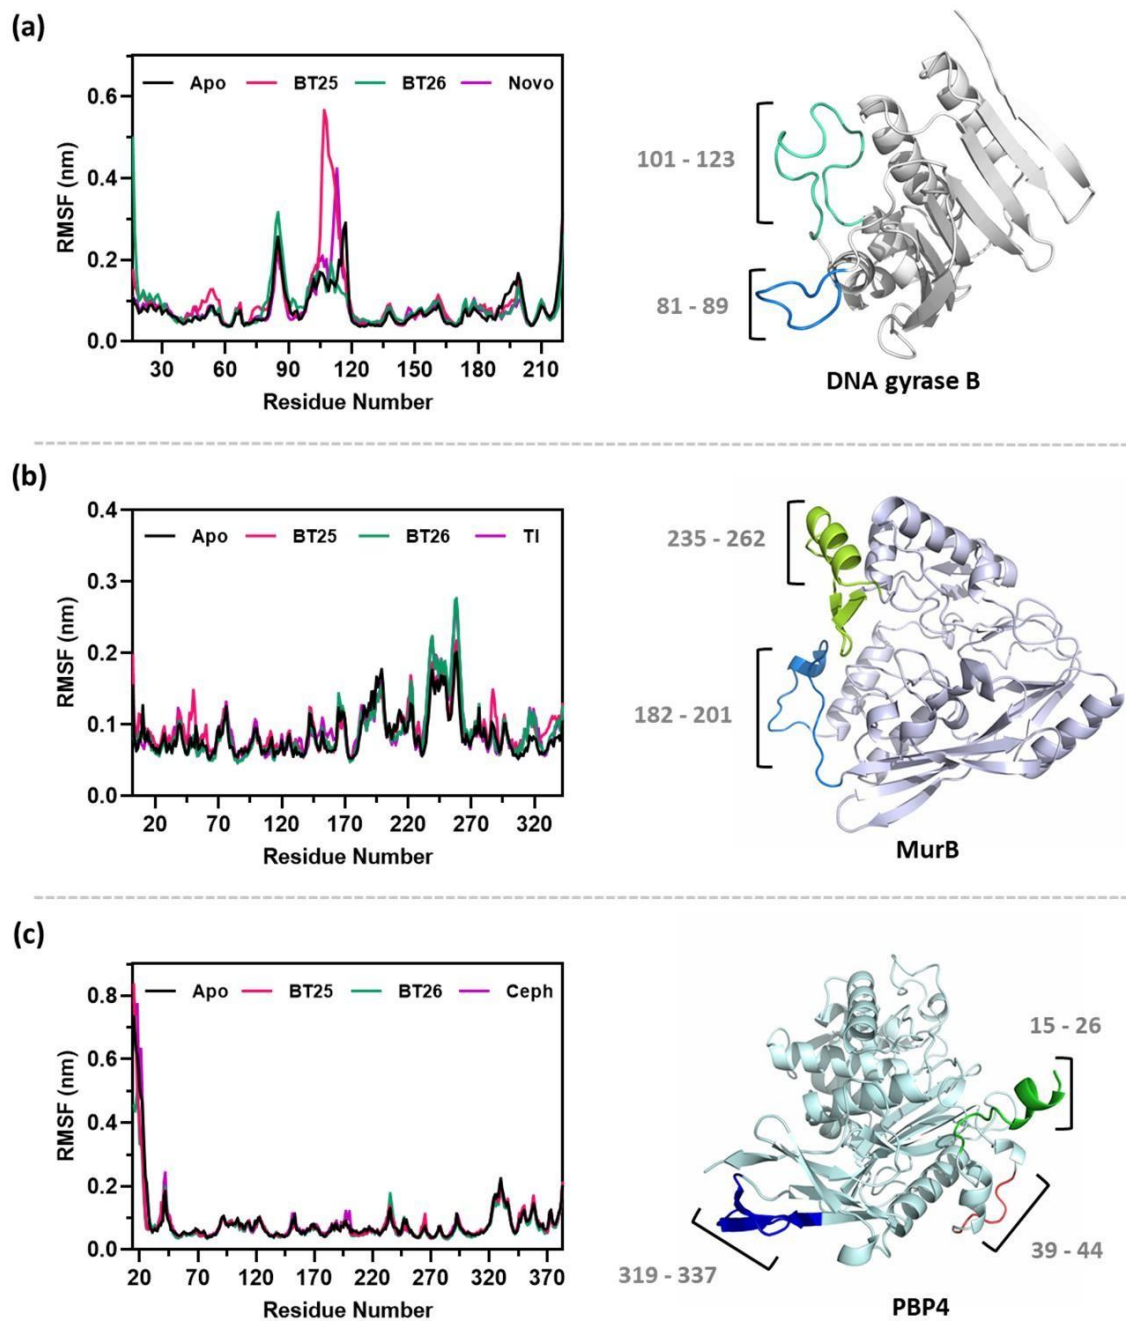 (a)
Apo BT25 BT26 Novo
0.6
0.4
0.2
0.0
RMSF (nm)
30 60 90 120 150 180 210
Residue Number
101 - 123
81 - 89
DNA gyrase B
(b)
0.4
Apo BT25 BT26 TI
0.3
0.2
0.1
0.0
RMSF (nm)
20 70 120 170 220 270 320
Residue Number
235 - 262
182 - 201
MurB
(c)
Apo BT25 BT26 Ceph
0.8
0.6
0.4
0.2
0.0
RMSF (nm)
20 70 120 170 220 270 320 370
Residue Number
15 - 26
39 - 44
319 - 337
PBP4